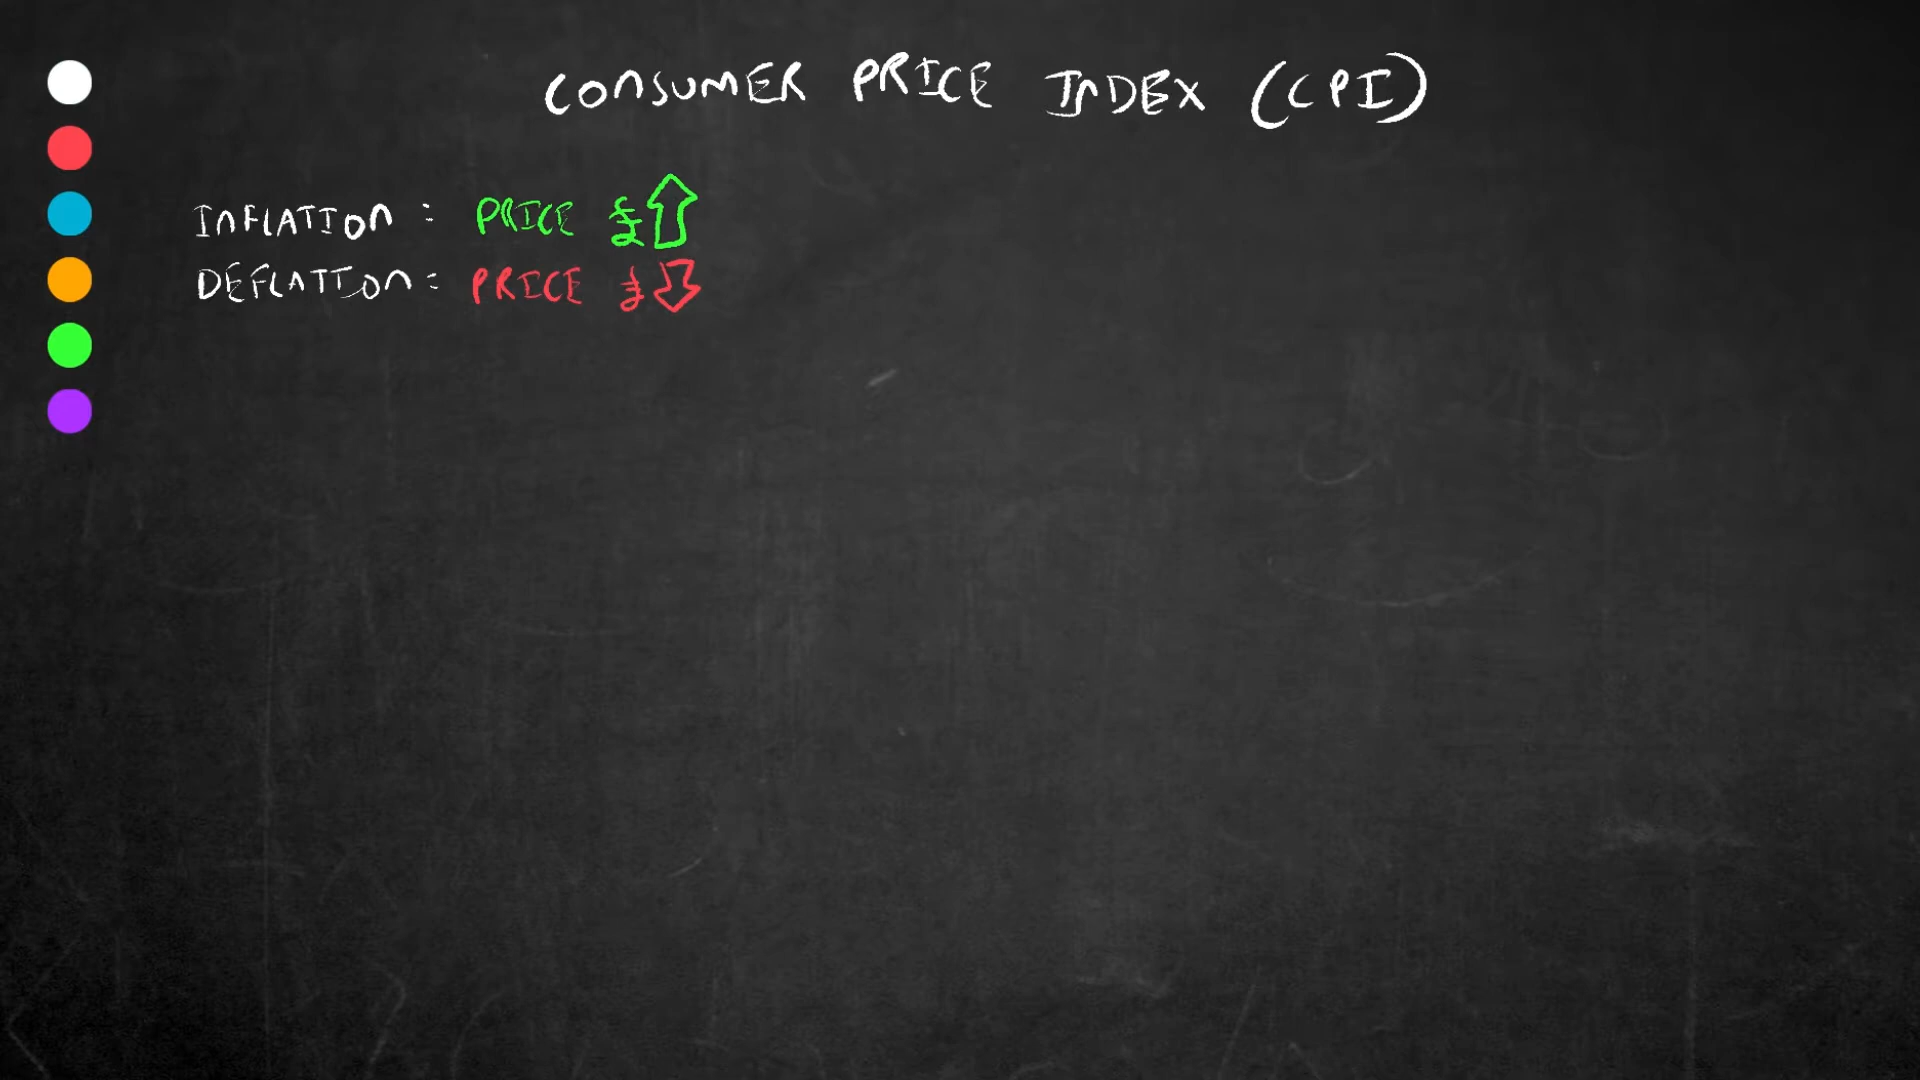 CONSUMER PRICE INDEX (CPI)
INFLATION : PRICE £
DEFLATION : PRICE £